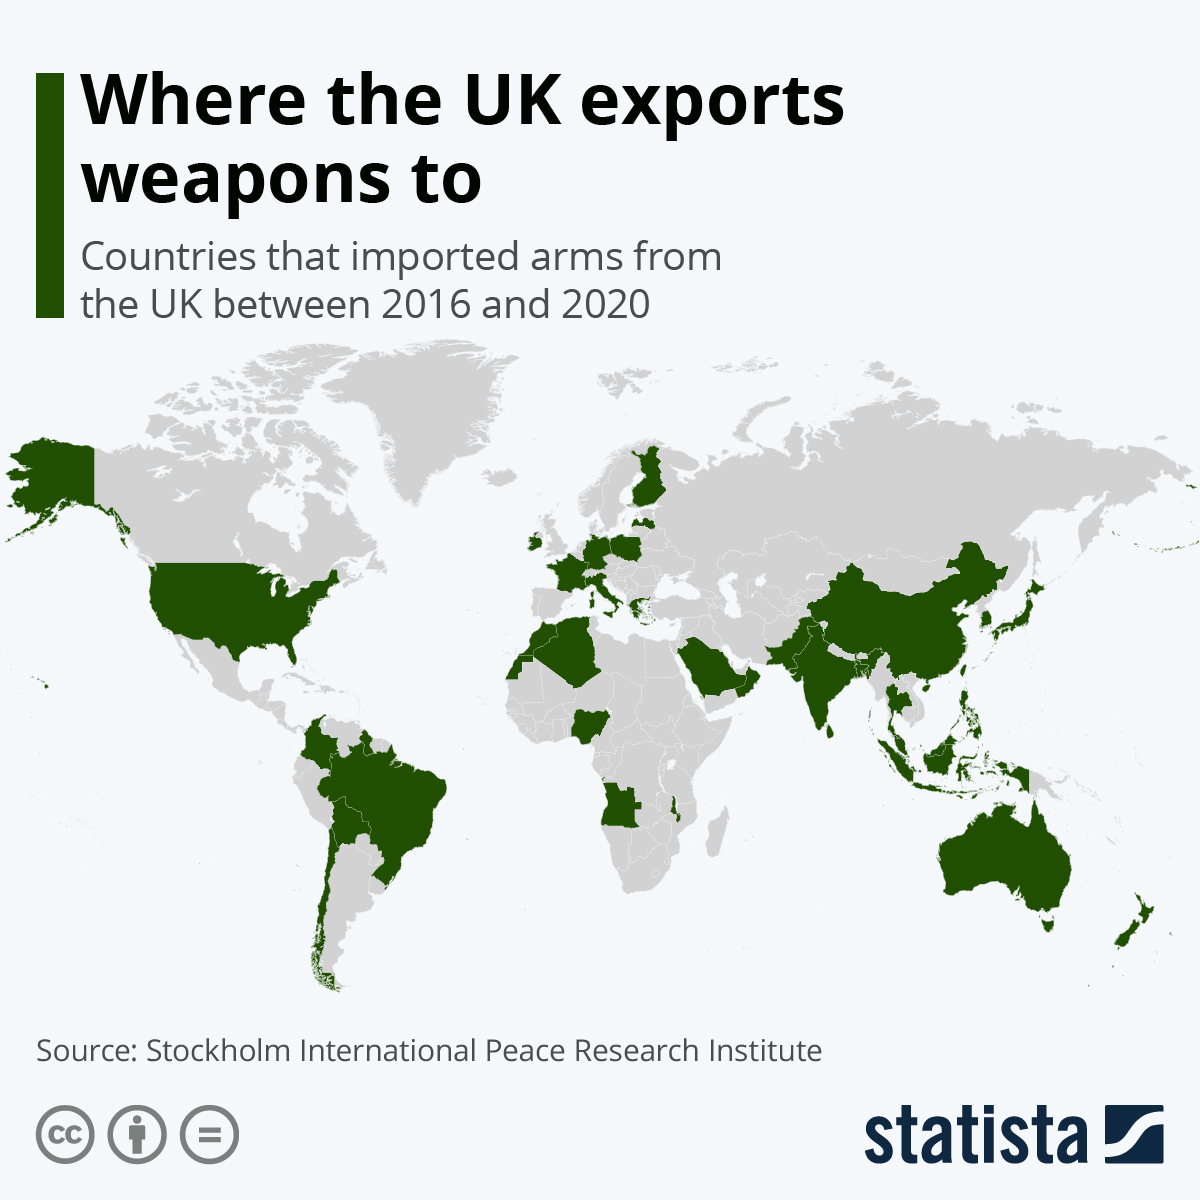 Where the UK exports
weapons to
Countries that imported arms from
the UK between 2016 and 2020
Source: Stockholm International Peace Research Institute
cc
statista